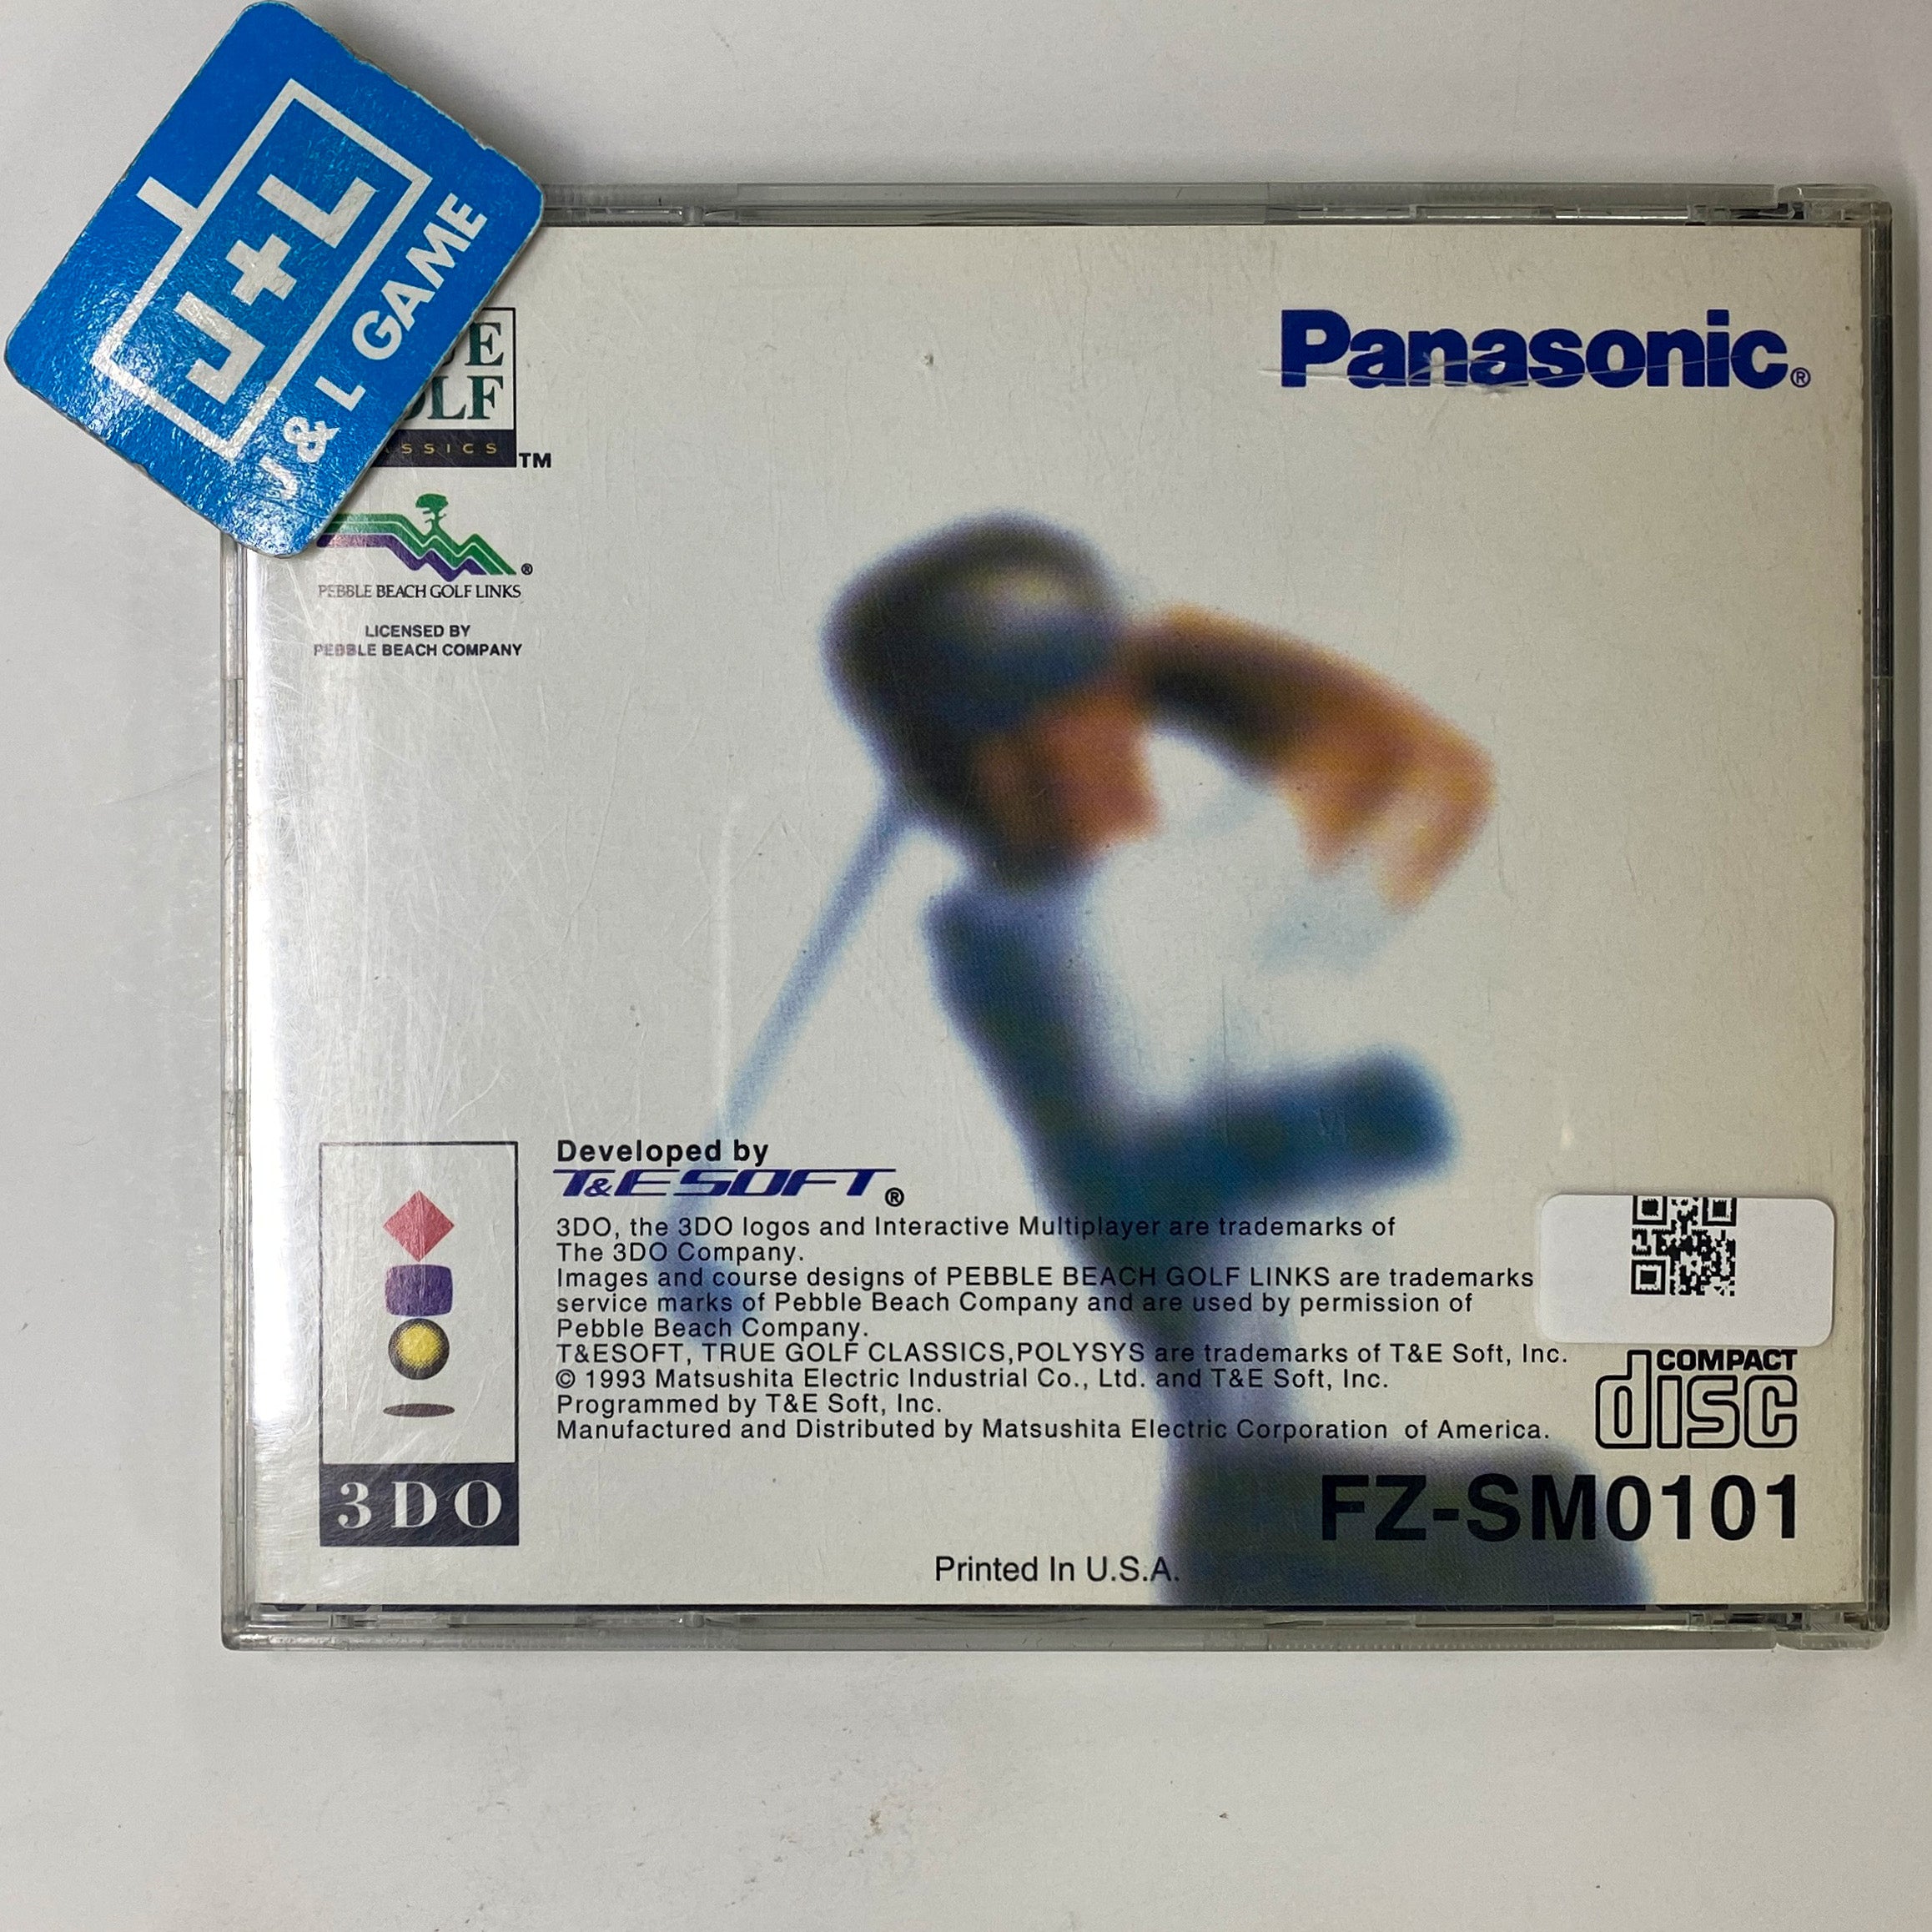 J+L
J&L GAME
Panasonic®
TM
®
PEBBLE BEACH GOLF LINKS
LICENSED BY
PEBBLE BEACH COMPANY
Developed by
T&E SOFT®
3DO, the 3DO logos and Interactive Multiplayer are trademarks of
The 3DO Company.
Images and course designs of PEBBLE BEACH GOLF LINKS are trademarks
service marks of Pebble Beach Company and are used by permission of
Pebble Beach Company.
T&ESOFT, TRUE GOLF CLASSICS,POLYSYS are trademarks of T&E Soft, Inc.
© 1993 Matsushita Electric Industrial Co., Ltd. and T&E Soft, Inc.
Programmed by T&E Soft, Inc.
Manufactured and Distributed by Matsushita Electric Corporation of America.
3DO
COMPACT
disc
FZ-SM0101
Printed In U.S.A.